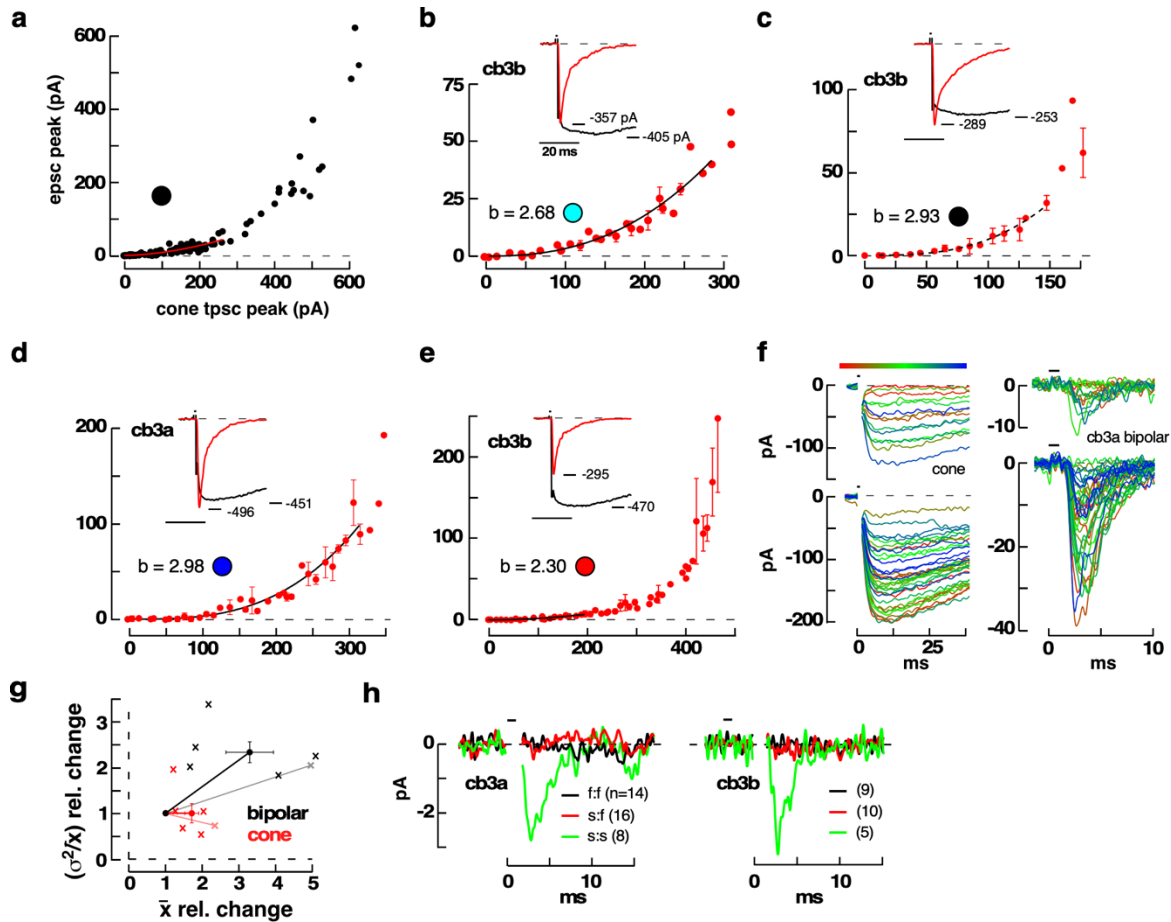 a
epsc peak (pA)
600
400
200
0
0 200 400 600
cone tpsc peak (pA)
b
cb3b
75
50
25
0
-357 pA
-405 pA
20 ms
b = 2.68
0 100 200 300
c
cb3b
100
50
0
-289
-253
b = 2.93
0 50 100 150
d
cb3a
200
100
0
-451
-496
b = 2.98
0 100 200 300
e
cb3b
200
100
0
-295
-470
b = 2.30
0 200 400
f
pA
0
-100
cone
pA
0
-100
-200
0 25
ms
0
-10
cb3a bipolar
0
-20
-40
0 5 10
ms
g
(σ²/x) rel. change
3
2
1
0
bipolar
cone
0 1 2 3 4 5
x̄ rel. change
h
pA
0
-2
cb3a
f:f (n=14)
s:f (16)
s:s (8)
0 10
ms
cb3b
(9)
(10)
(5)
0 10
ms